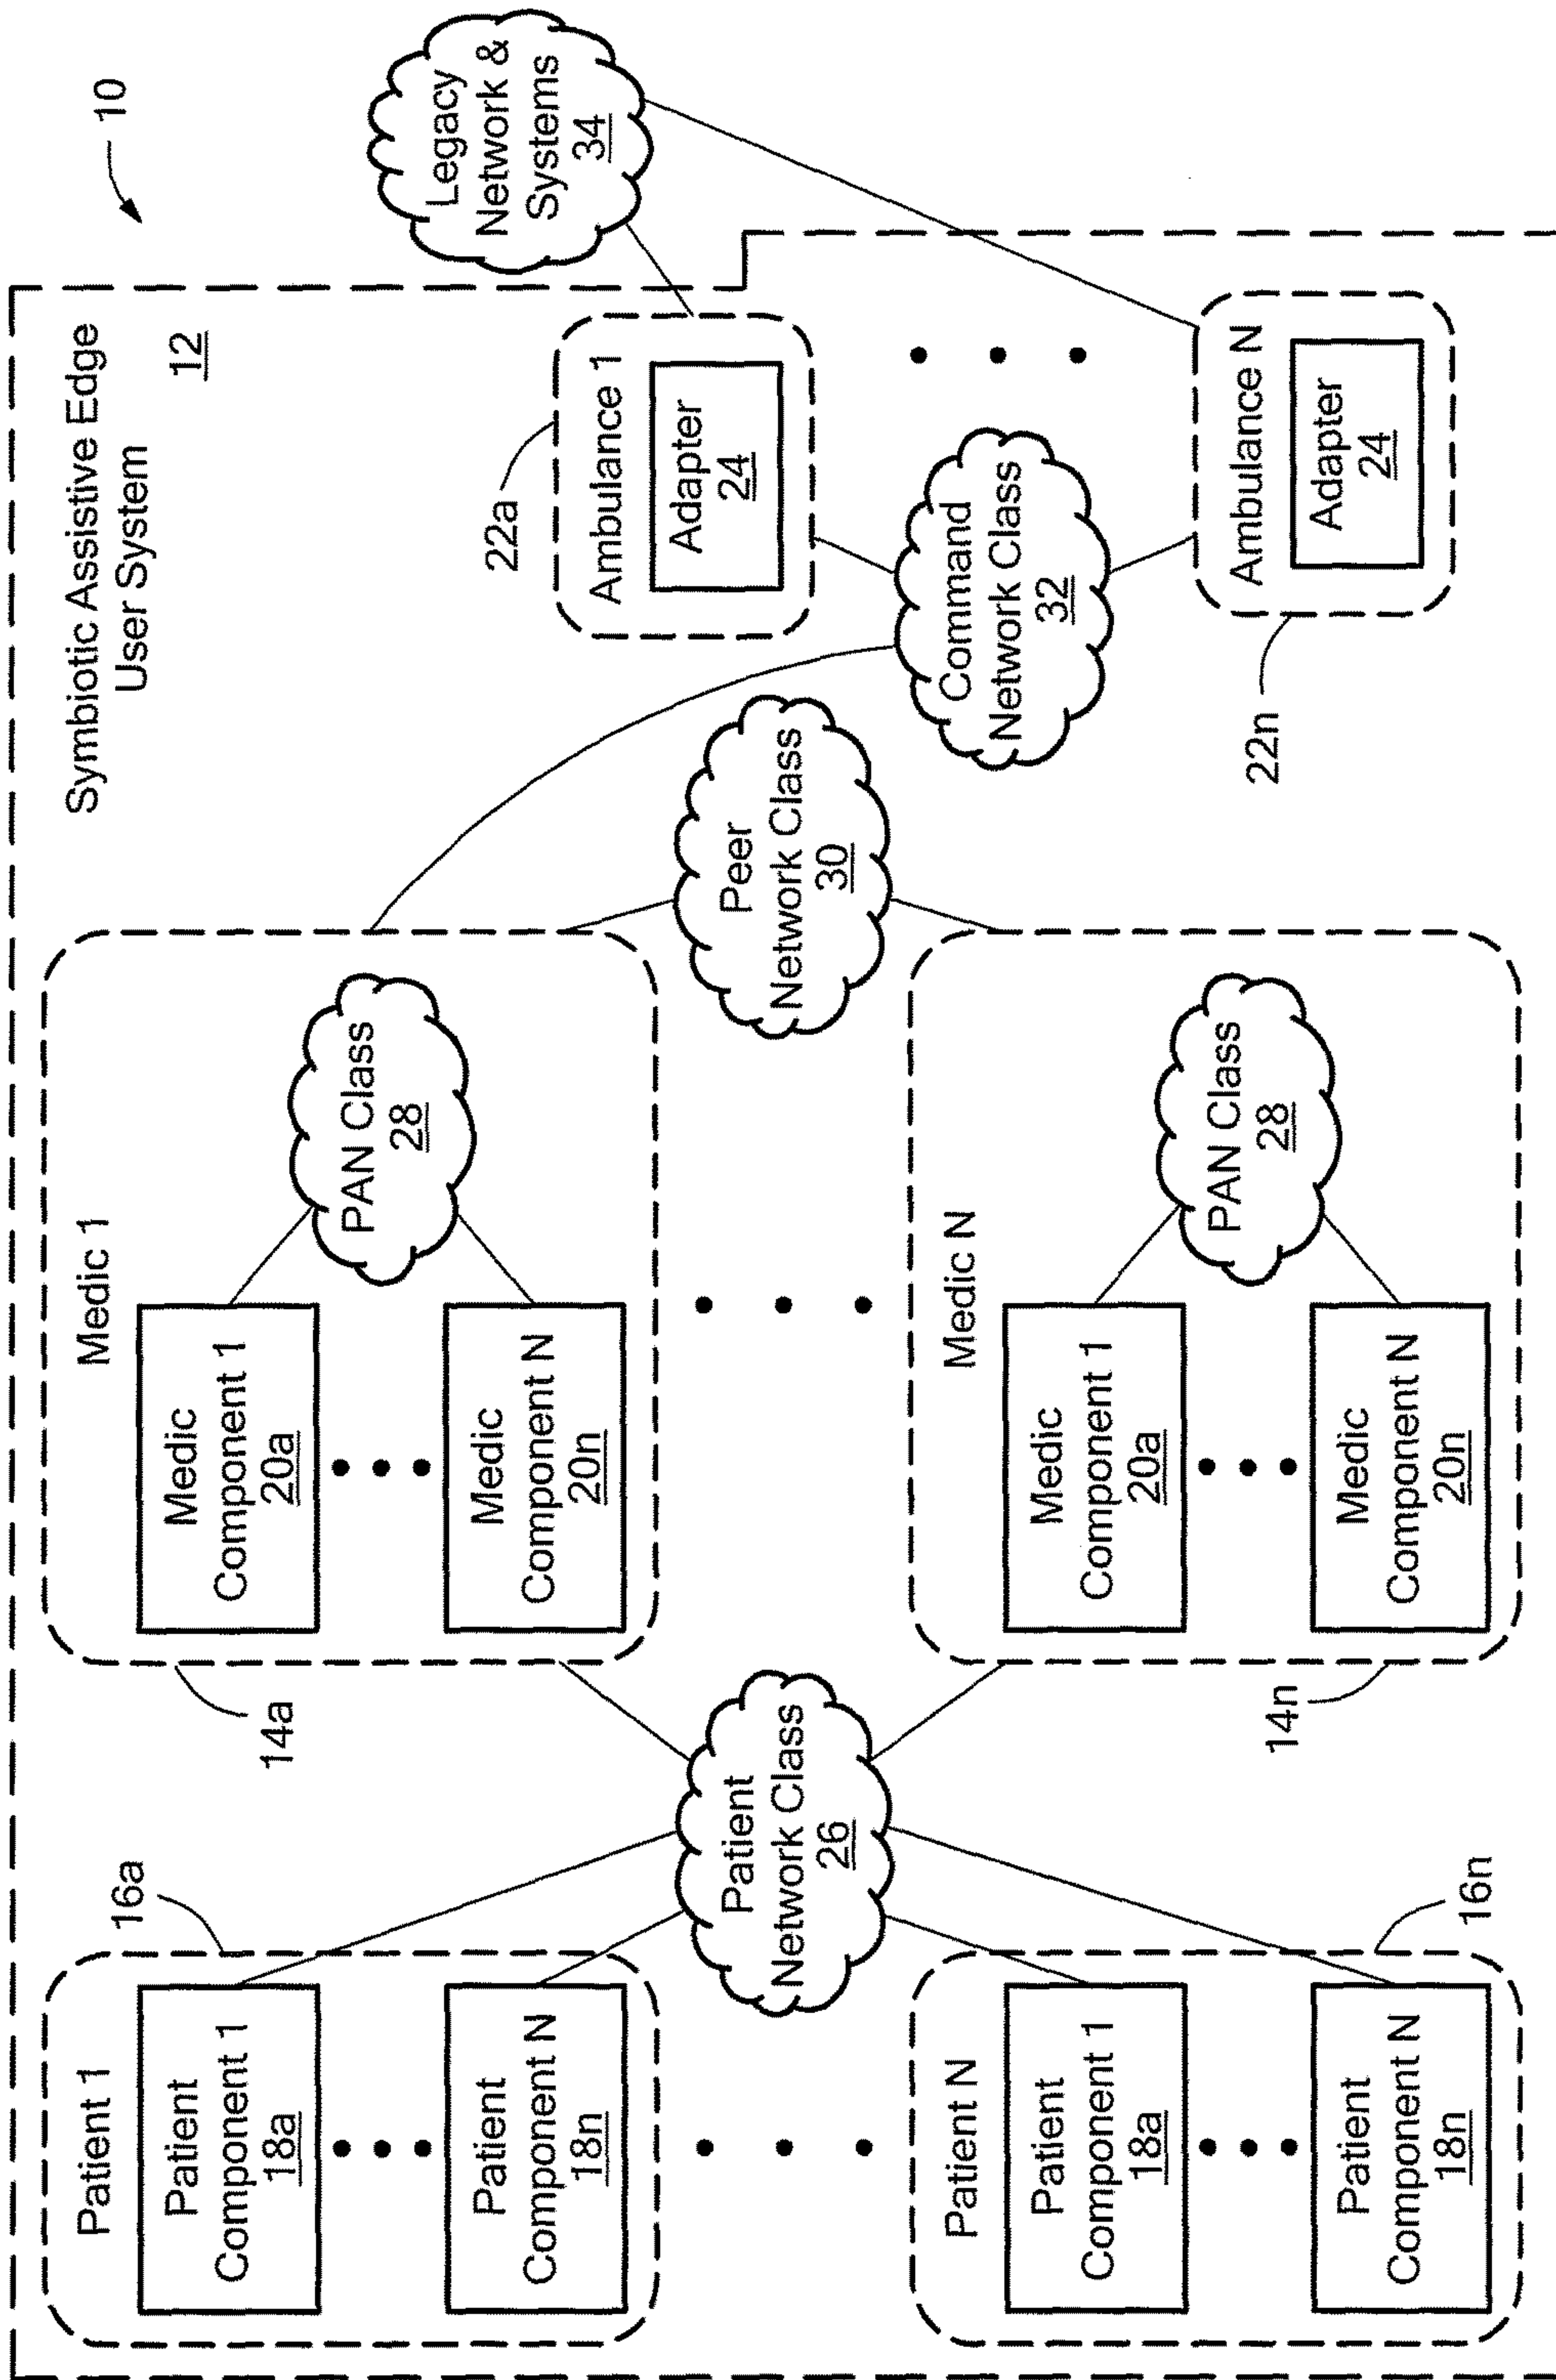 10
Symbiotic Assistive Edge
User System
12
Patient 1
Patient
Component 1
18a
Patient
Component N
18n
16a
Patient N
Patient
Component 1
18a
Patient
Component N
18n
16n
Patient
Network Class
26
Medic 1
Medic
Component 1
20a
Medic
Component N
20n
PAN Class
28
14a
Medic N
Medic
Component 1
20a
Medic
Component N
20n
PAN Class
28
14n
Peer
Network Class
30
Command
Network Class
32
22a
Ambulance 1
Adapter
24
Ambulance N
Adapter
24
22n
Legacy
Network &
Systems
34